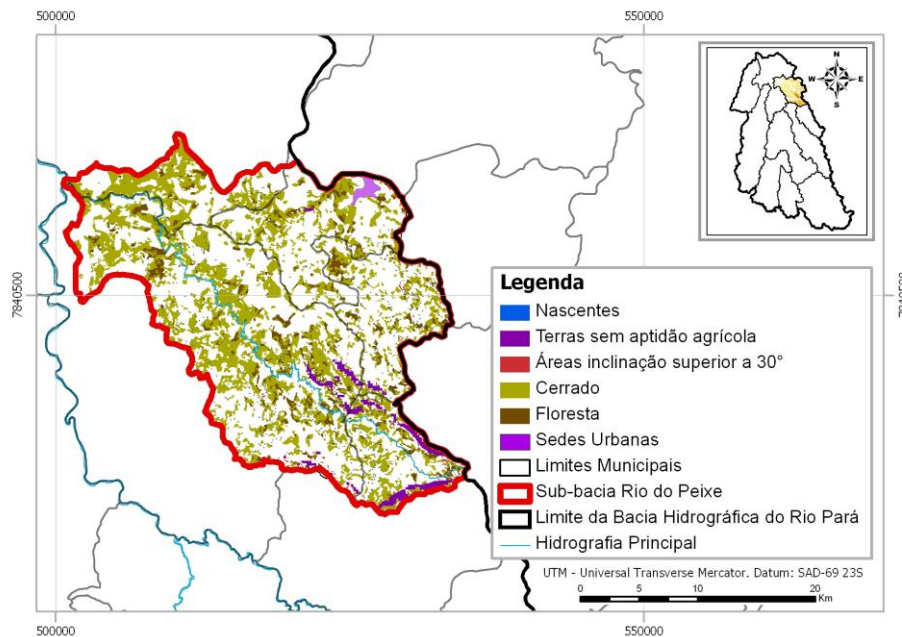 500000 550000
N
W E
S
7840500 7840500
Legenda
Nascentes
Terras sem aptidão agrícola
Áreas inclinação superior a 30°
Cerrado
Floresta
Sedes Urbanas
Limites Municipais
Sub-bacia Rio do Peixe
Limite da Bacia Hidrográfica do Rio Pará
Hidrografia Principal
UTM - Universal Transverse Mercator. Datum: SAD-69 23S
0 5 10 20
Km
500000 550000